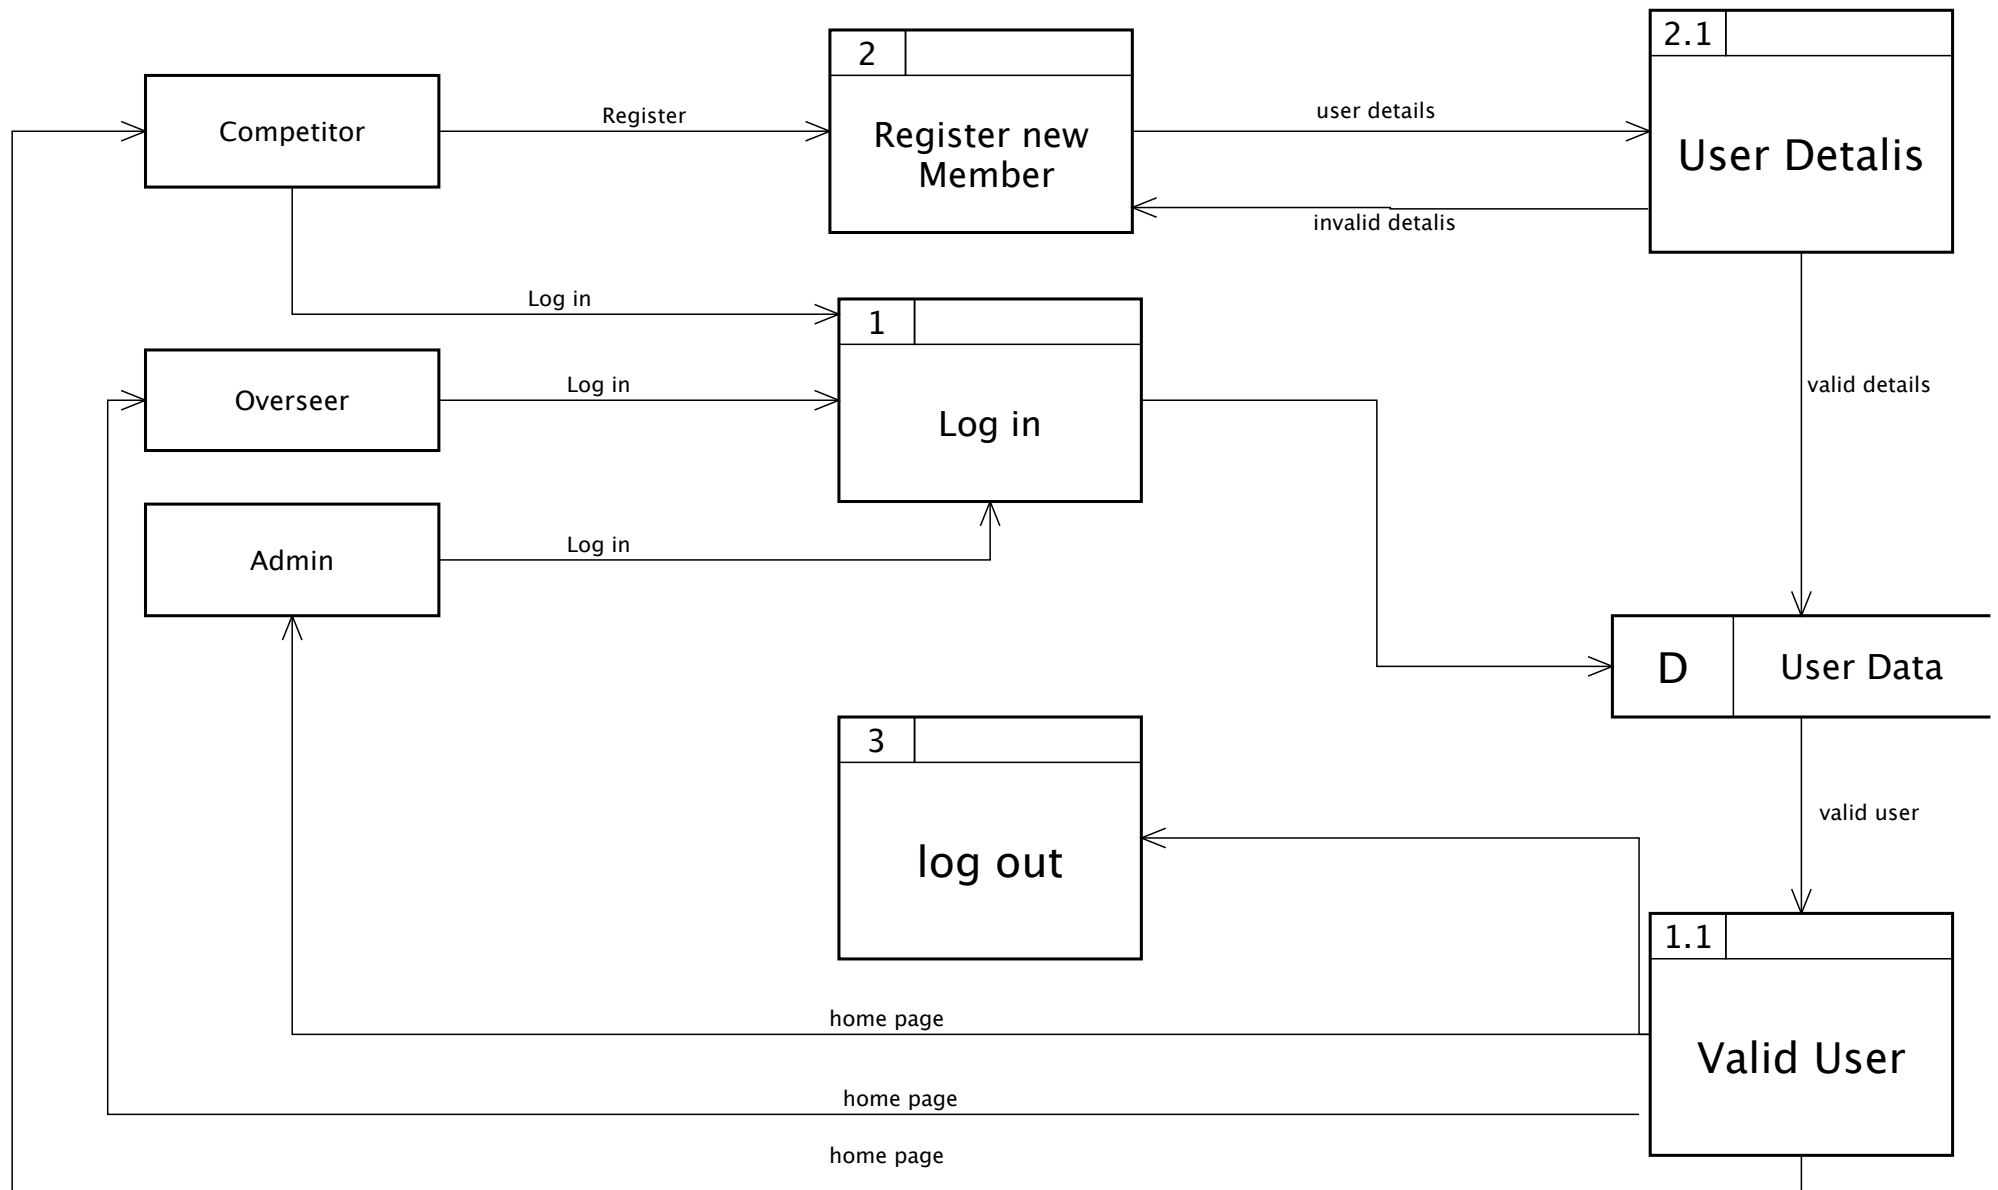 2
2.1
Competitor
Register
Register new
Member
user details
User Detalis
invalid detalis
Log in
1
Overseer
Log in
Log in
valid details
Admin
Log in
D
User Data
3
log out
valid user
1.1
home page
Valid User
home page
home page